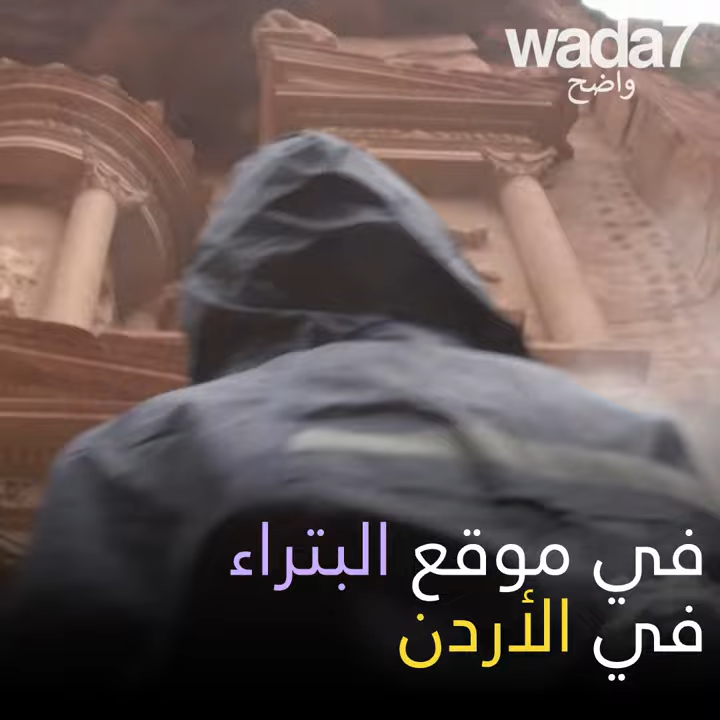 wada7
واضح
في موقع البتراء
في الأردن